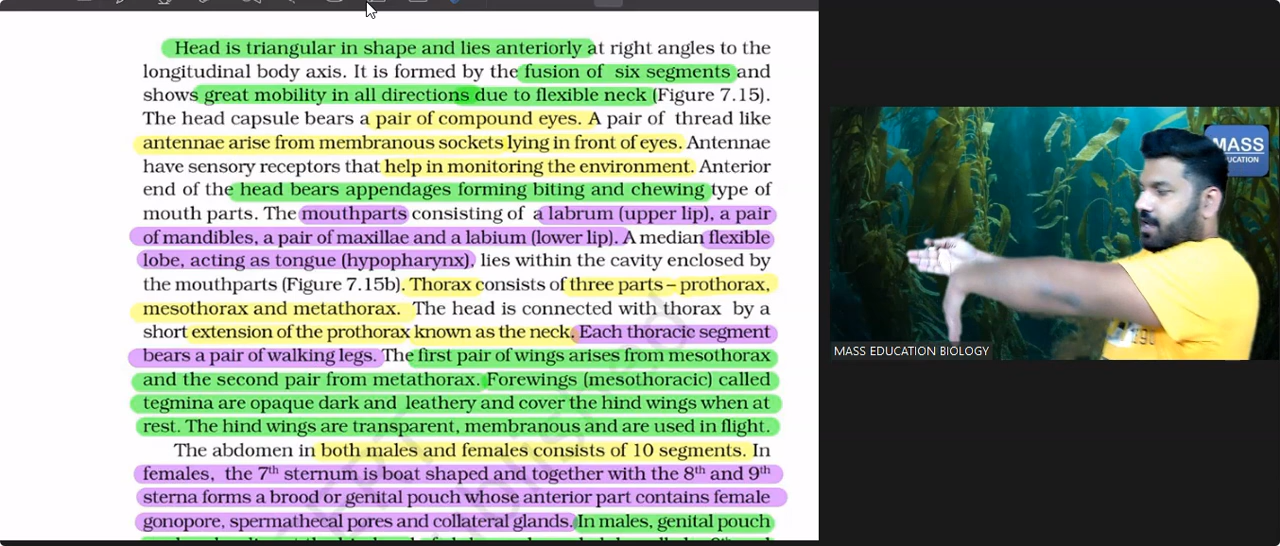 Head is triangular in shape and lies anteriorly at right angles to the
longitudinal body axis. It is formed by the fusion of six segments and
shows great mobility in all directions due to flexible neck (Figure 7.15).
The head capsule bears a pair of compound eyes. A pair of thread like
antennae arise from membranous sockets lying in front of eyes. Antennae
have sensory receptors that help in monitoring the environment. Anterior
end of the head bears appendages forming biting and chewing type of
mouth parts. The mouthparts consisting of a labrum (upper lip), a pair
of mandibles, a pair of maxillae and a labium (lower lip). A median flexible
lobe, acting as tongue (hypopharynx), lies within the cavity enclosed by
the mouthparts (Figure 7.15b). Thorax consists of three parts – prothorax,
mesothorax and metathorax. The head is connected with thorax by a
short extension of the prothorax known as the neck. Each thoracic segment
bears a pair of walking legs. The first pair of wings arises from mesothorax
and the second pair from metathorax. Forewings (mesothoracic) called
tegmina are opaque dark and leathery and cover the hind wings when at
rest. The hind wings are transparent, membranous and are used in flight.
The abdomen in both males and females consists of 10 segments. In
females, the 7th sternum is boat shaped and together with the 8th and 9th
sterna forms a brood or genital pouch whose anterior part contains female
gonopore, spermathecal pores and collateral glands. In males, genital pouch
MASS
EDUCATION
190
MASS EDUCATION BIOLOGY